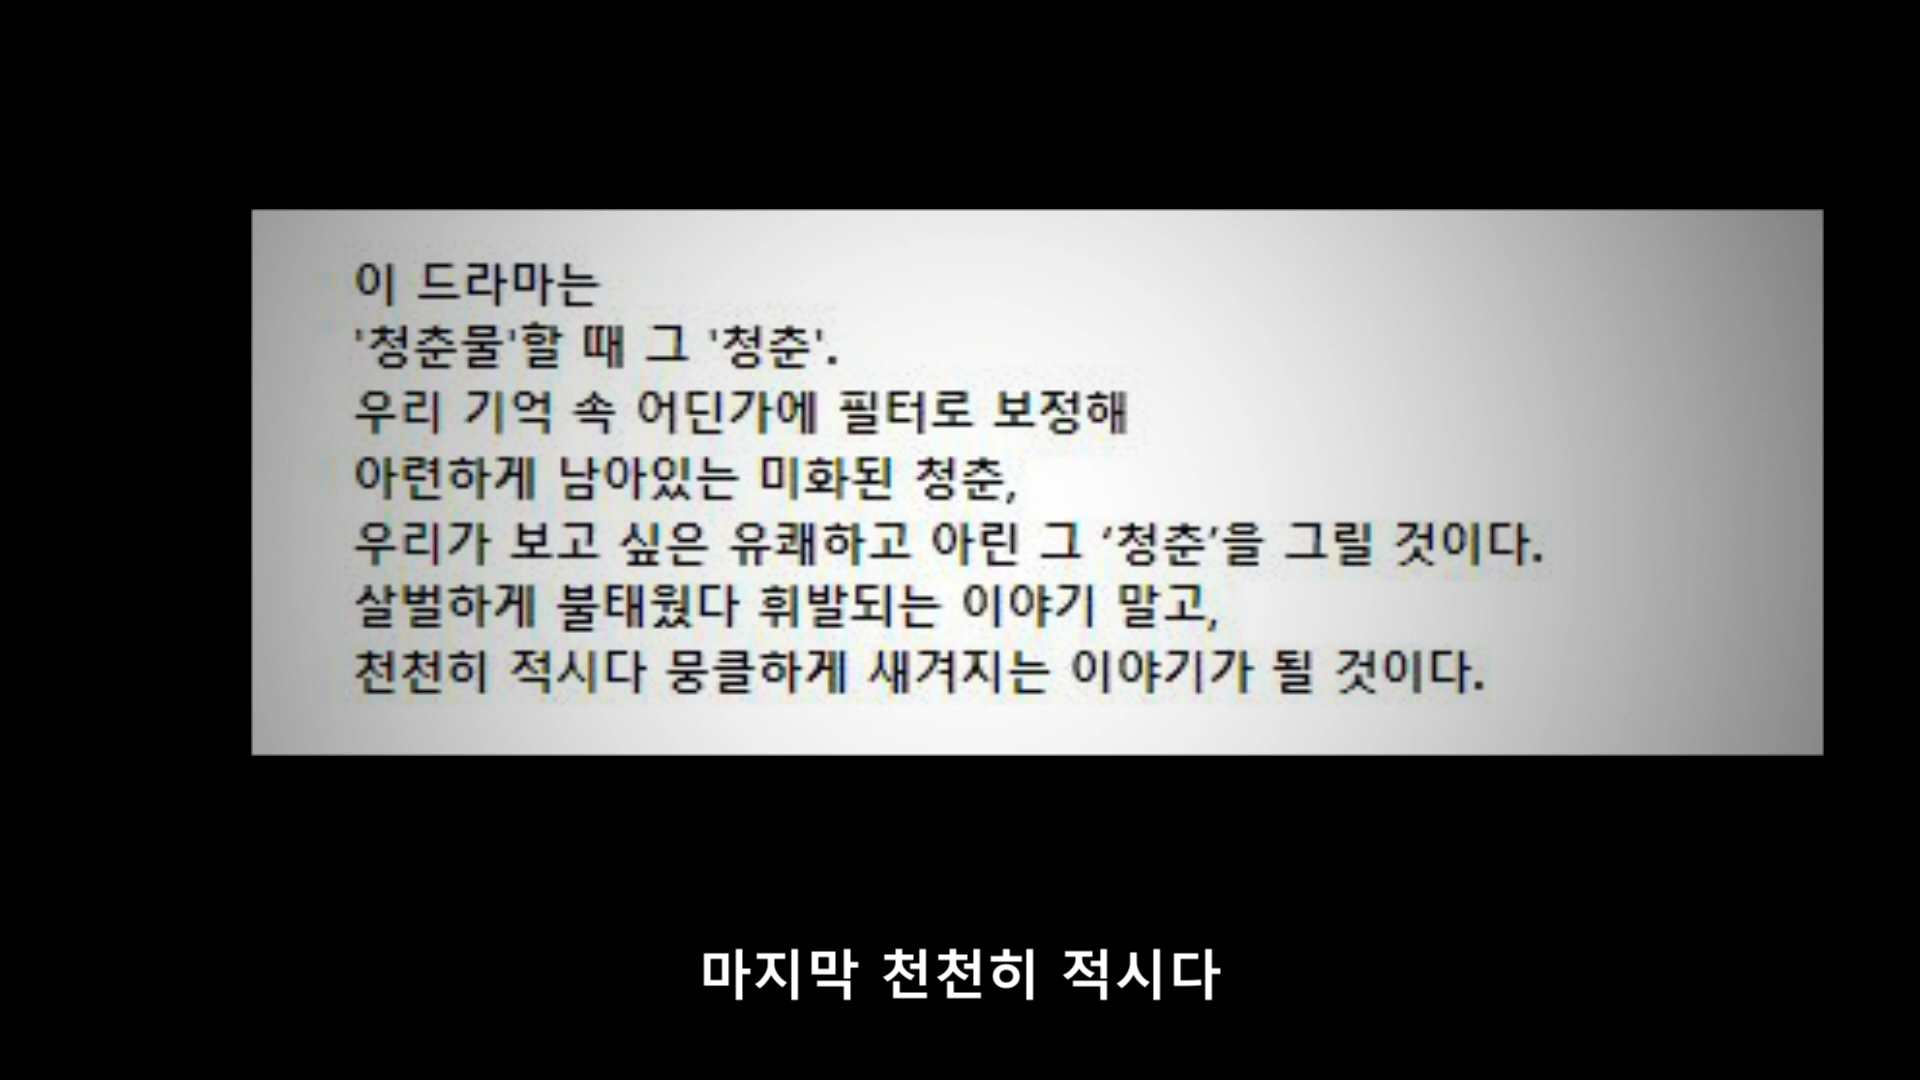 이 드라마는
'청춘물'할 때 그 '청춘'.
우리 기억 속 어딘가에 필터로 보정해
아련하게 남아있는 미화된 청춘,
우리가 보고 싶은 유쾌하고 아린 그 ‘청춘’을 그릴 것이다.
살벌하게 불태웠다 휘발되는 이야기 말고,
천천히 적시다 뭉클하게 새겨지는 이야기가 될 것이다.
마지막 천천히 적시다